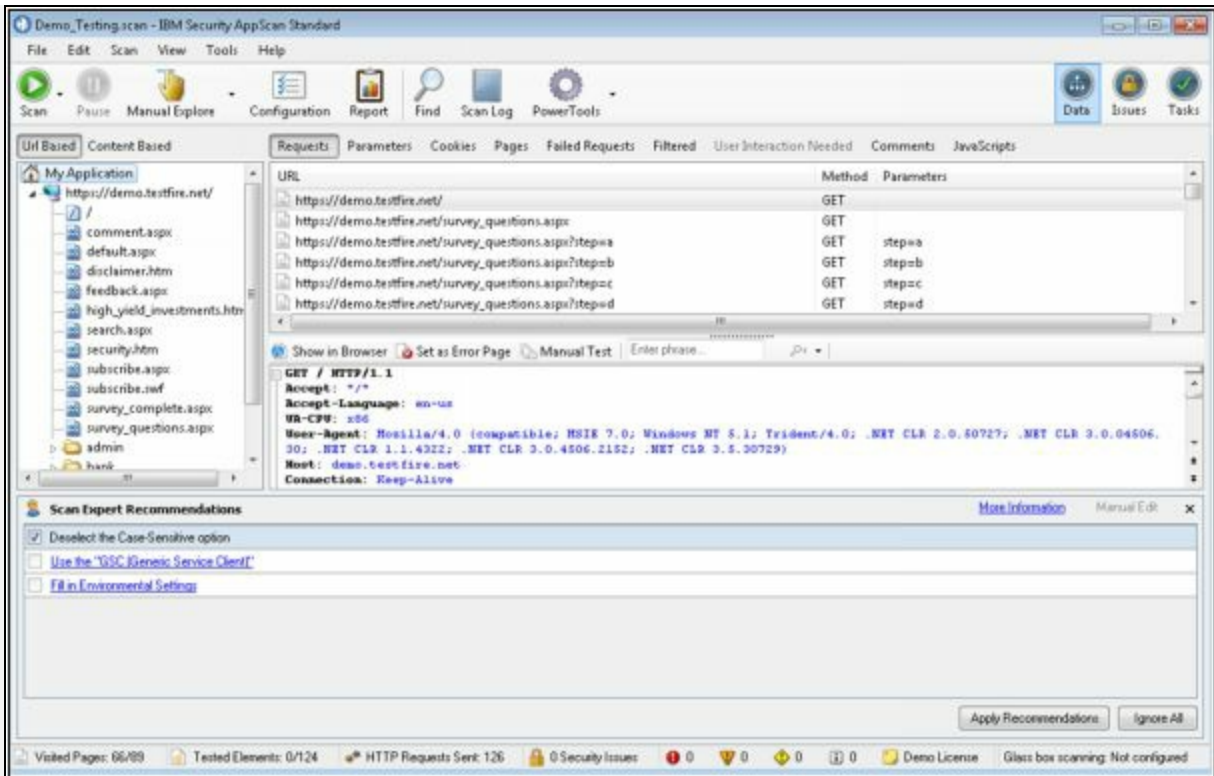 Demo_Testing.scan - IBM Security AppScan Standard
File Edit Scan View Tools Help
Scan Pause Manual Explore Configuration Report Find Scan Log PowerTools Data Issues Tasks
Url Based Content Based
Requests Parameters Cookies Pages Failed Requests Filtered User Interaction Needed Comments JavaScripts
My Application
https://demo.testfire.net/
/
comment.aspx
default.aspx
disclaimer.htm
feedback.aspx
high_yield_investments.htm
search.aspx
security.htm
subscribe.aspx
subscribe.swf
survey_complete.aspx
survey_questions.aspx
admin
bank
URL Method Parameters
https://demo.testfire.net/ GET
https://demo.testfire.net/survey_questions.aspx GET
https://demo.testfire.net/survey_questions.aspx?step=a GET step=a
https://demo.testfire.net/survey_questions.aspx?step=b GET step=b
https://demo.testfire.net/survey_questions.aspx?step=c GET step=c
https://demo.testfire.net/survey_questions.aspx?step=d GET step=d
Show in Browser Set as Error Page Manual Test Enter phrase...
GET / HTTP/1.1
Accept: */*
Accept-Language: en-us
UA-CPU: x86
User-Agent: Mozilla/4.0 (compatible; MSIE 7.0; Windows NT 6.1; Trident/4.0; .NET CLR 2.0.50727; .NET CLR 3.0.04506.
30; .NET CLR 1.1.4322; .NET CLR 3.0.4506.2152; .NET CLR 3.5.30729)
Host: demo.testfire.net
Connection: Keep-Alive
Scan Expert Recommendations More Information Manual Edit
Deselect the Case-Sensitive option
Use the "GSC (Generic Service Client)"
Fill in Environmental Settings
Apply Recommendations Ignore All
Visited Pages: 66/89 Tested Elements: 0/124 HTTP Requests Sent: 126 0 Security Issues 0 0 0 0 Demo License Glass box scanning: Not configured